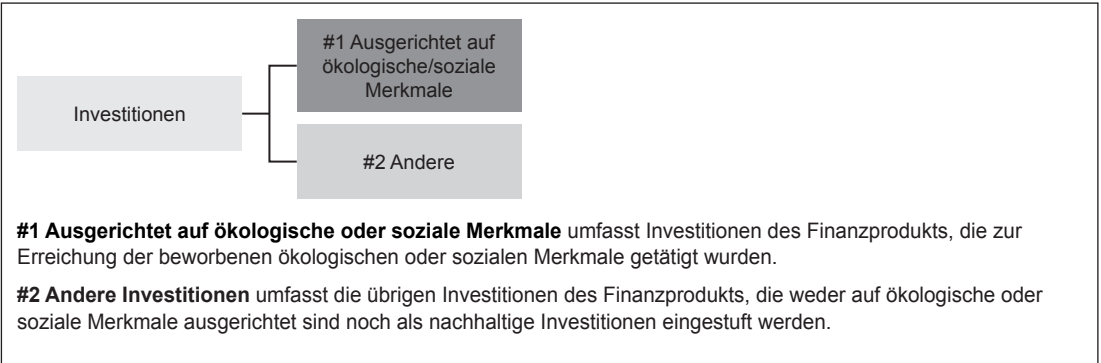 #1 Ausgerichtet auf
ökologische/soziale
Merkmale
Investitionen
#2 Andere
#1 Ausgerichtet auf ökologische oder soziale Merkmale umfasst Investitionen des Finanzprodukts, die zur
Erreichung der beworbenen ökologischen oder sozialen Merkmale getätigt wurden.
#2 Andere Investitionen umfasst die übrigen Investitionen des Finanzprodukts, die weder auf ökologische oder
soziale Merkmale ausgerichtet sind noch als nachhaltige Investitionen eingestuft werden.